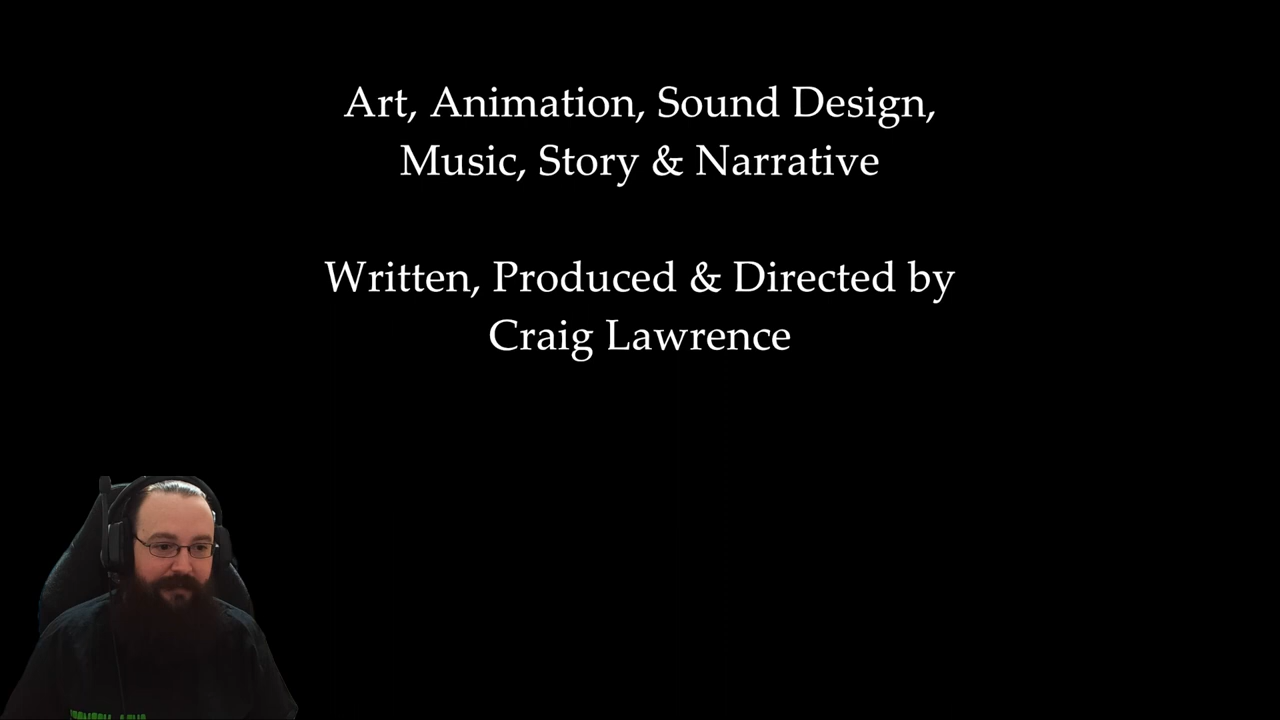 Art, Animation, Sound Design,
Music, Story & Narrative
Written, Produced & Directed by
Craig Lawrence